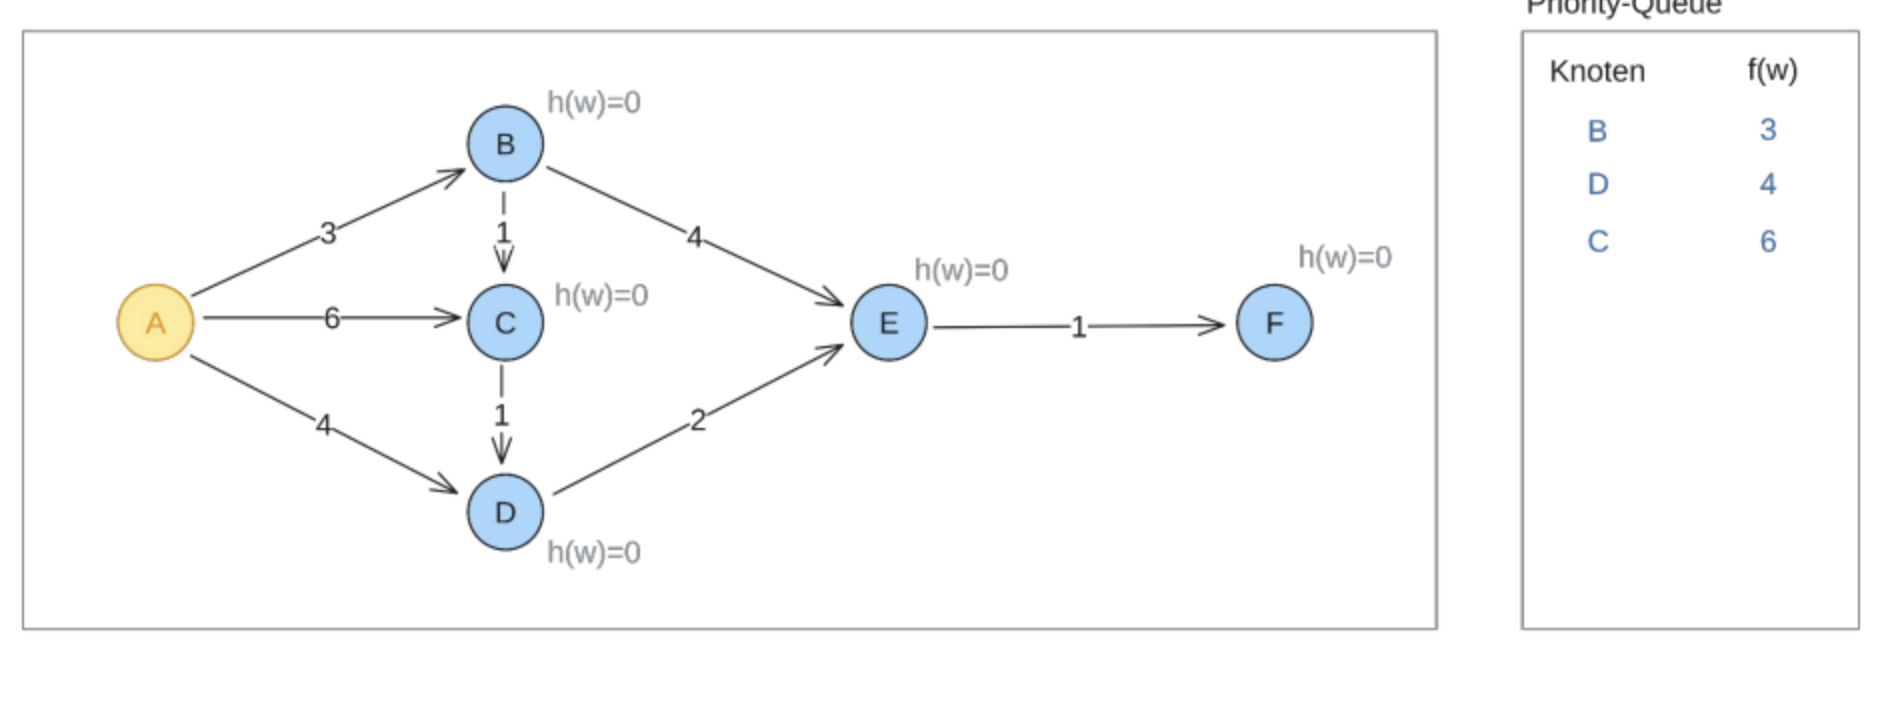 Priority-Queue
Knoten f(w)
B 3
D 4
C 6
h(w)=0
B
3
1
4
h(w)=0
h(w)=0
h(w)=0
A
6
C
E
1
F
4
1
2
D
h(w)=0